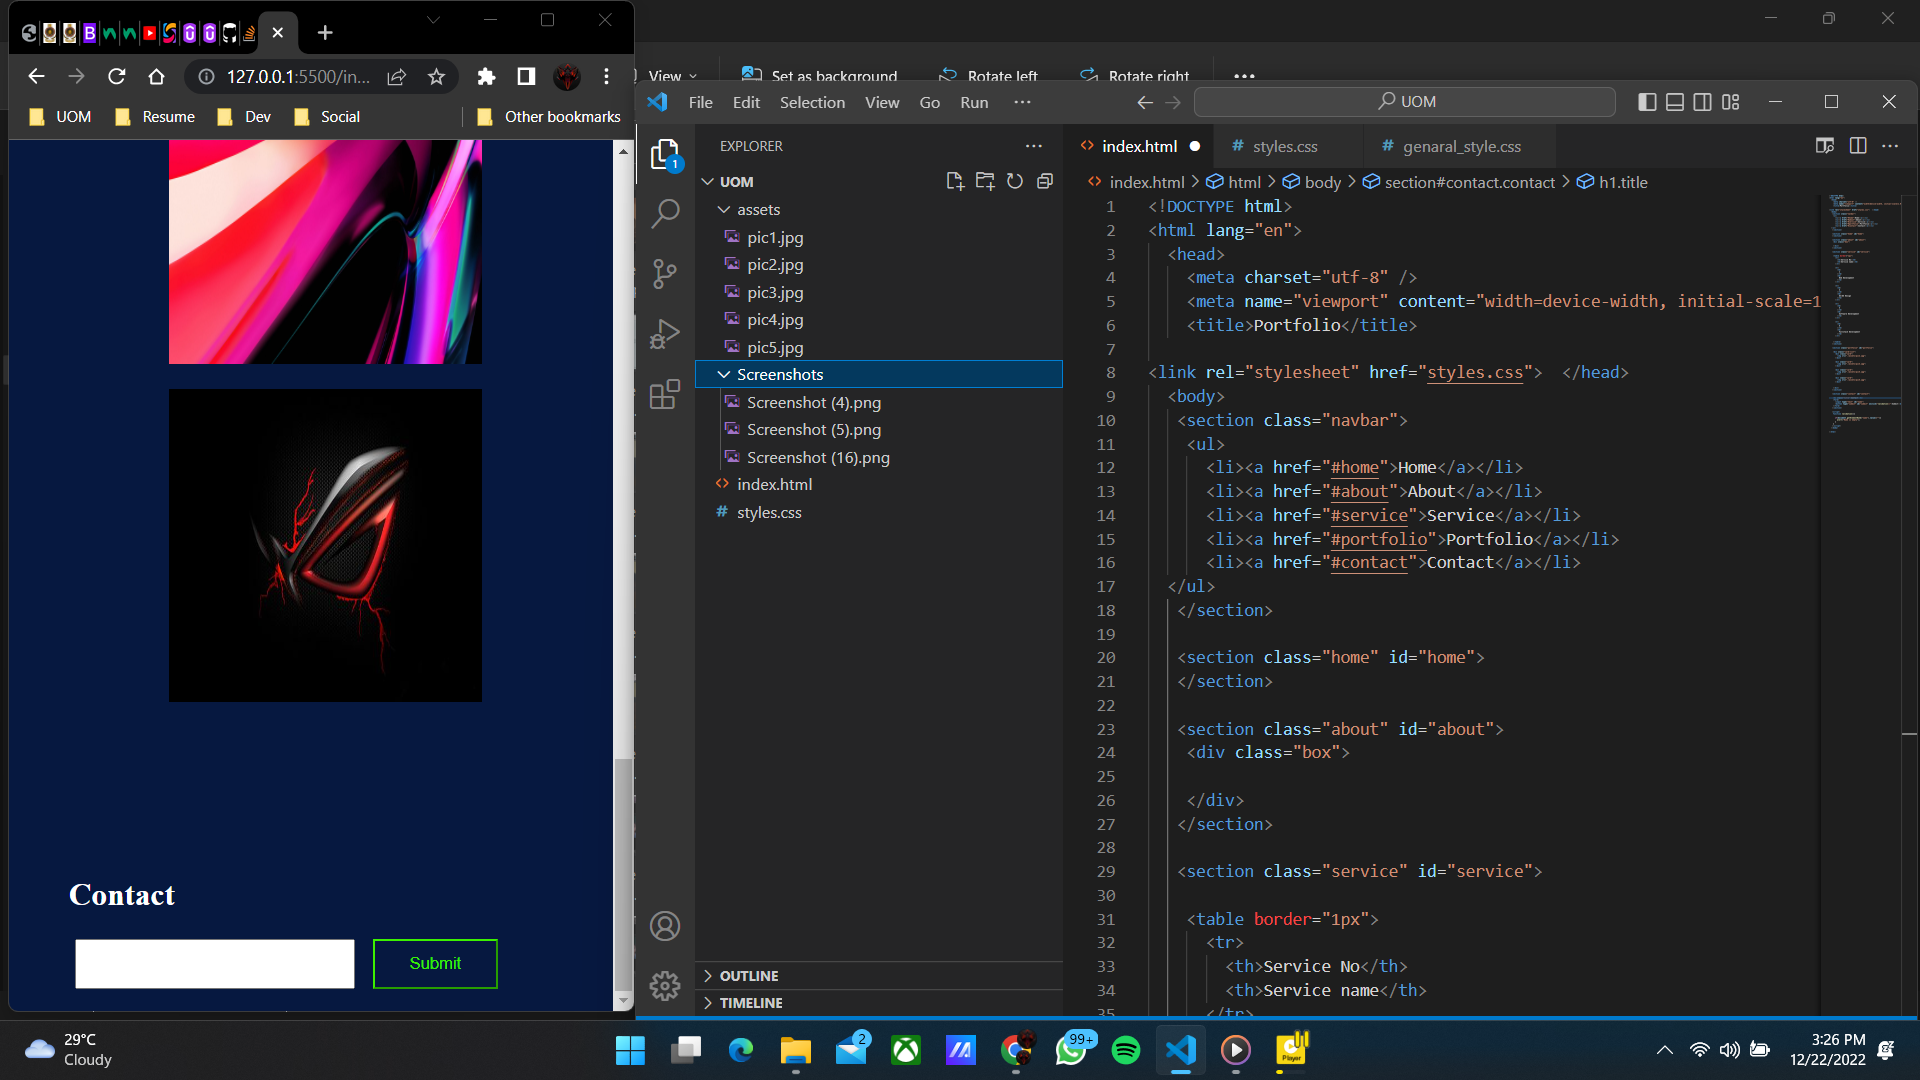 127.0.0.1:5500/in...
UOM
Resume
Dev
Social
Other bookmarks
Contact
Submit
View
Set as background
Rotate left
Rotate right
File Edit Selection View Go Run
UOM
EXPLORER
UOM
assets
pic1.jpg
pic2.jpg
pic3.jpg
pic4.jpg
pic5.jpg
Screenshots
Screenshot (4).png
Screenshot (5).png
Screenshot (16).png
index.html
styles.css
OUTLINE
TIMELINE
1
index.html
# styles.css
# genaral_style.css
index.html > html > body > section#contact.contact > h1.title
1 <!DOCTYPE html>
2 <html lang="en">
3 <head>
4 <meta charset="utf-8" />
5 <meta name="viewport" content="width=device-width, initial-scale=1
6 <title>Portfolio</title>
7
8 <link rel="stylesheet" href="styles.css"> </head>
9 <body>
10 <section class="navbar">
11 <ul>
12 <li><a href="#home">Home</a></li>
13 <li><a href="#about">About</a></li>
14 <li><a href="#service">Service</a></li>
15 <li><a href="#portfolio">Portfolio</a></li>
16 <li><a href="#contact">Contact</a></li>
17 </ul>
18 </section>
19
20 <section class="home" id="home">
21 </section>
22
23 <section class="about" id="about">
24 <div class="box">
25
26 </div>
27 </section>
28
29 <section class="service" id="service">
30
31 <table border="1px">
32 <tr>
33 <th>Service No</th>
34 <th>Service name</th>
35 </tr>
29°C
Cloudy
2
99+
Player
3:26 PM
12/22/2022